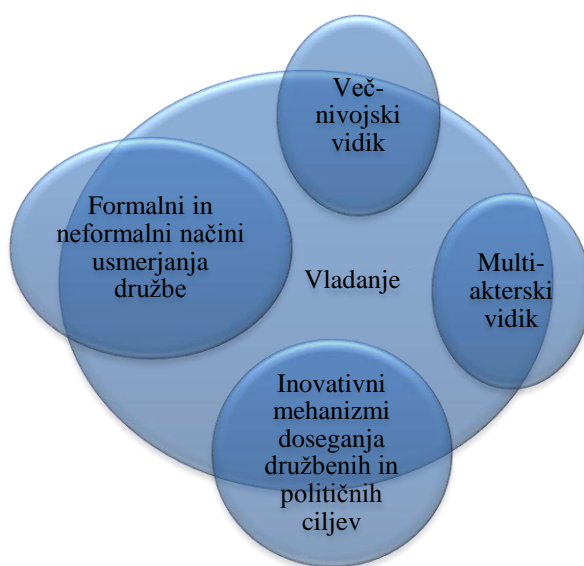 Več-
nivojski
vidik
Formalni in
neformalni načini
usmerjanja
družbe
Vladanje
Multi-
akterski
vidik
Inovativni
mehanizmi
doseganja
družbenih in
političnih
ciljev